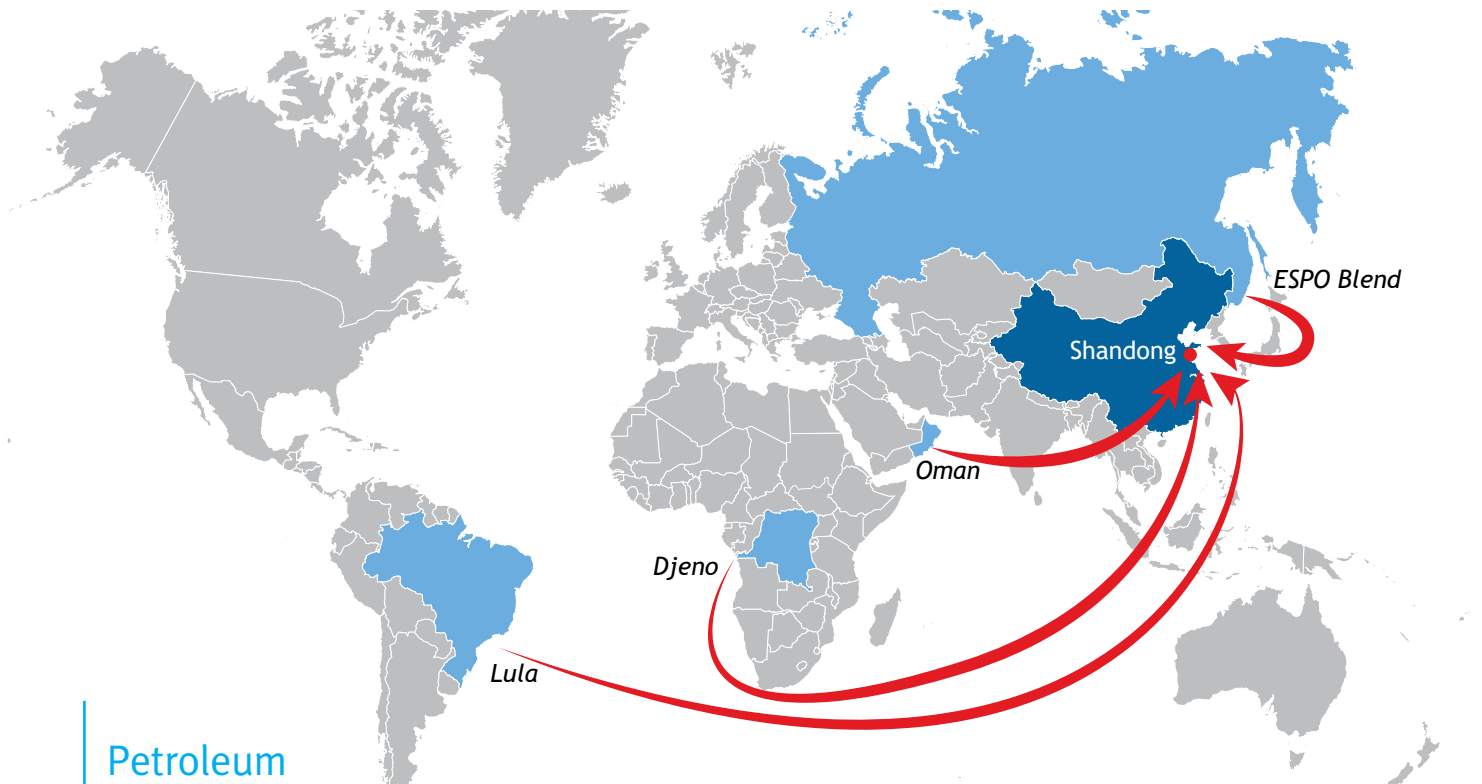 ESPO Blend
Shandong
Oman
Djeno
Lula
Petroleum